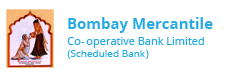 Bombay Mercantile
Co-operative Bank Limited
(Scheduled Bank)